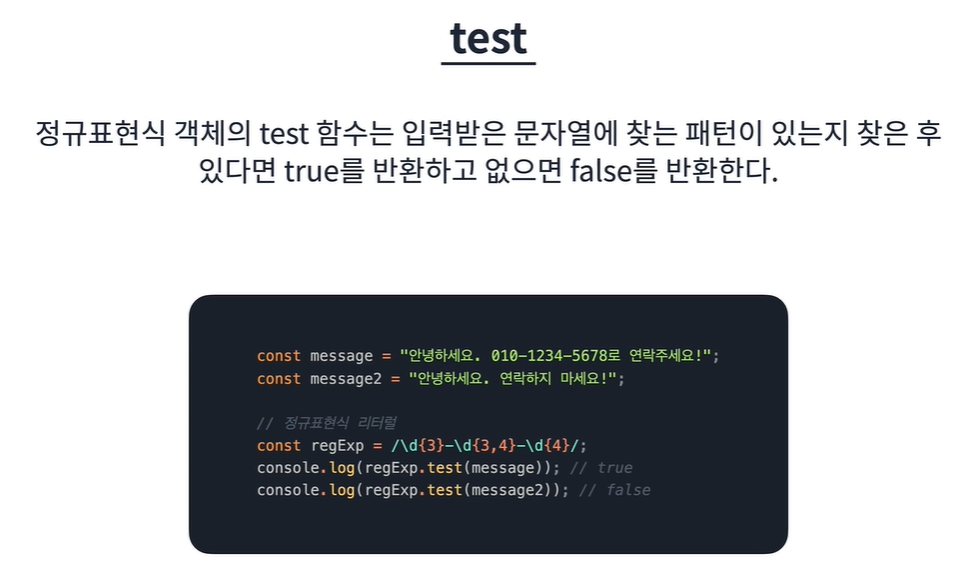 test
정규표현식 객체의 test 함수는 입력받은 문자열에 찾는 패턴이 있는지 찾은 후
있다면 true를 반환하고 없으면 false를 반환한다.
const message = "안녕하세요. 010-1234-5678로 연락주세요!";
const message2 = "안녕하세요. 연락하지 마세요!";
// 정규표현식 리터럴
const regExp = /\d{3}-\d{3,4}-\d{4}/;
console.log(regExp.test(message)); // true
console.log(regExp.test(message2)); // false